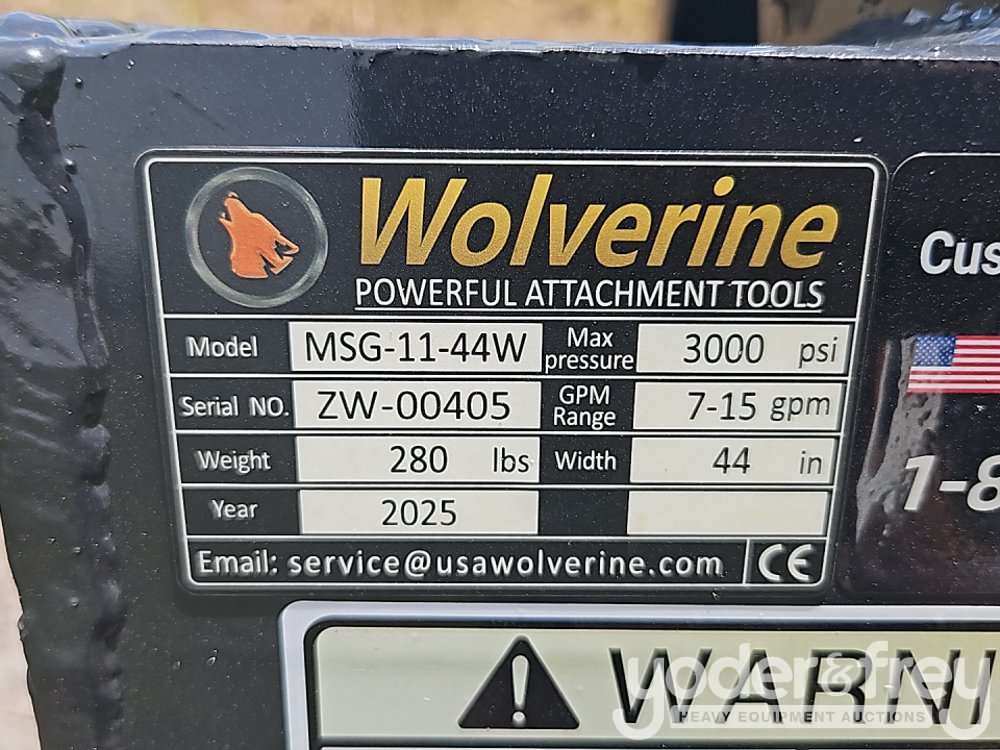 Wolverine
POWERFUL ATTACHMENT TOOLS
Model MSG-11-44W Max pressure 3000 psi
Serial NO. ZW-00405 GPM Range 7-15 gpm
Weight 280 lbs Width 44 in
Year 2025
Email: service@usawolverine.com CE
Cus
1-8
WARNI
yoder&frey
HEAVY EQUIPMENT AUCTIONS